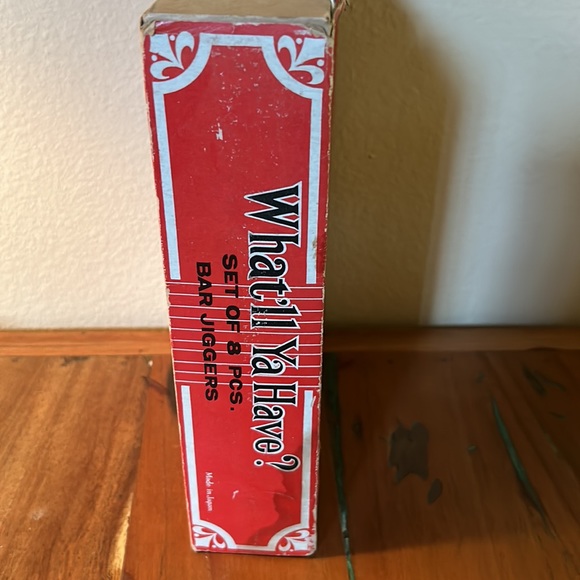 What'll Ya Have?
SET OF 8 PCS.
BAR JIGGERS
Made in Japan